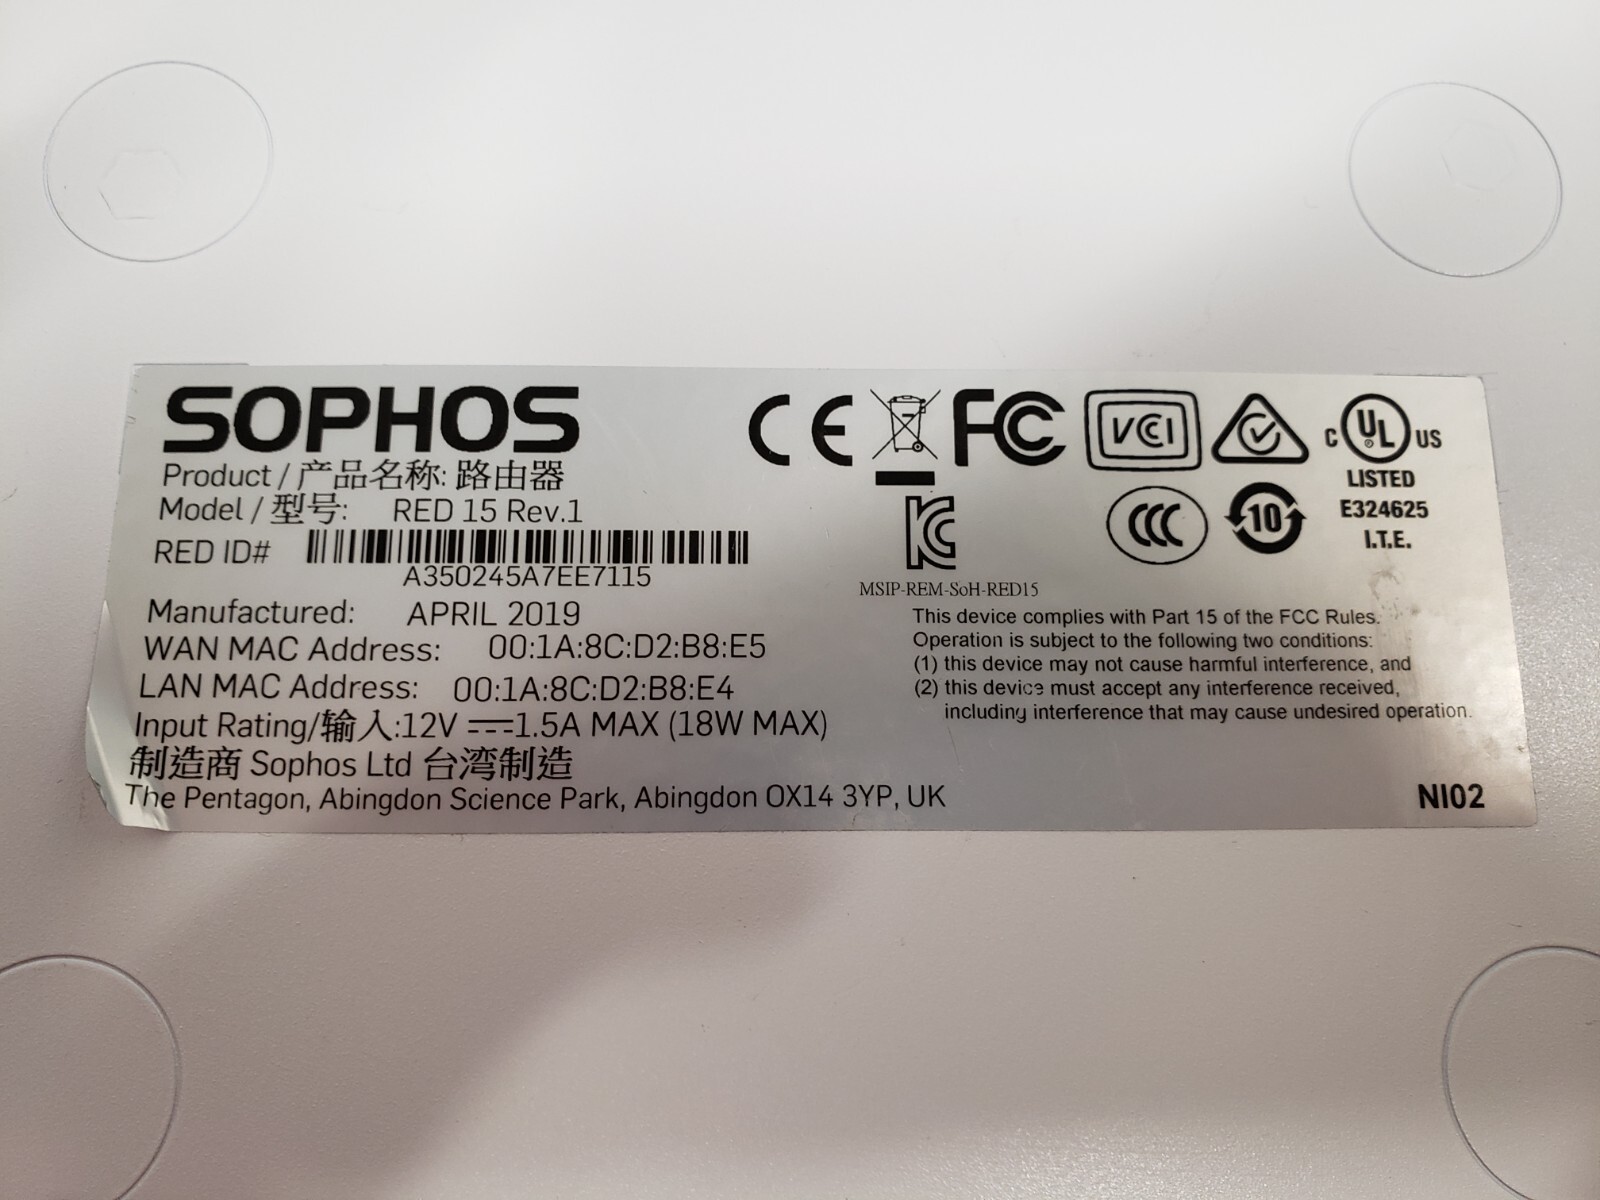 SOPHOS
Product / 产品名称: 路由器
Model / 型号: RED 15 Rev.1
RED ID#
A350245A7EE7115
Manufactured: APRIL 2019
WAN MAC Address: 00:1A:8C:D2:B8:E5
LAN MAC Address: 00:1A:8C:D2:B8:E4
Input Rating/输入:12V ⎓1.5A MAX (18W MAX)
制造商 Sophos Ltd 台湾制造
The Pentagon, Abingdon Science Park, Abingdon OX14 3YP, UK
CE FC VCI C UL US
LISTED
E324625
I.T.E.
KC CCC 10
MSIP-REM-SoH-RED15
This device complies with Part 15 of the FCC Rules.
Operation is subject to the following two conditions:
(1) this device may not cause harmful interference, and
(2) this device must accept any interference received,
including interference that may cause undesired operation.
NI02